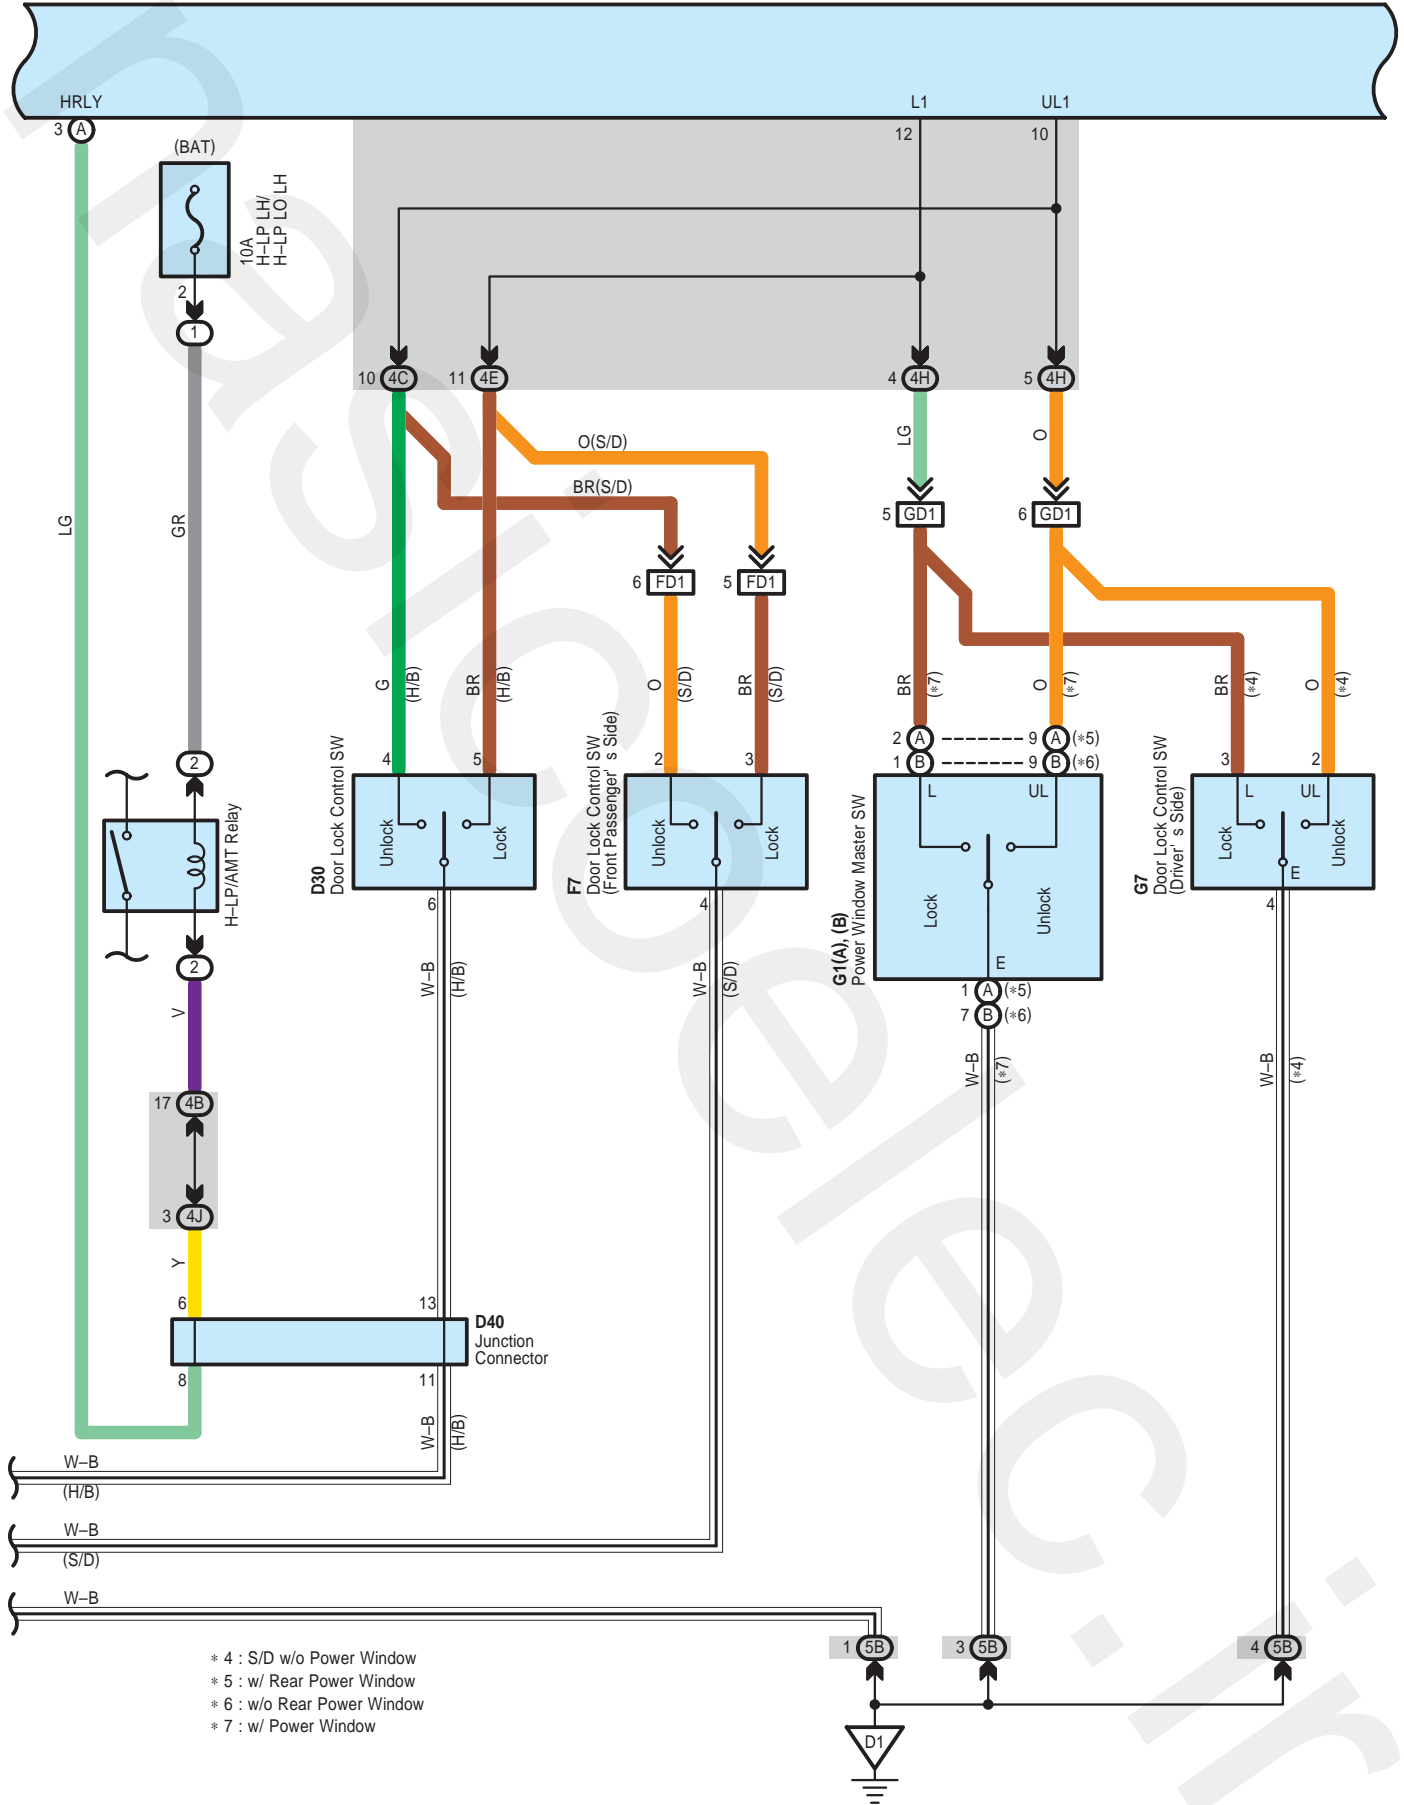 HRLY
L1
UL1
3 A
12
10
(BAT)
10A
H–LP LH/
H–LP LO LH
2
1
10 4C
11 4E
4 4H
5 4H
O(S/D)
BR(S/D)
LG
O
5 GD1
6 GD1
LG
GR
6 FD1
5 FD1
G
(H/B)
BR
(H/B)
O
(S/D)
BR
(S/D)
BR
(*7)
O
(*7)
BR
(*4)
O
(*4)
2
4
5
2
3
2 A
9 A (*5)
1 B
9 B (*6)
3
2
H–LP/AMT Relay
D30
Door Lock Control SW
Unlock
Lock
6
F7
Door Lock Control SW
(Front Passenger' s Side)
Unlock
Lock
4
G1(A), (B)
Power Window Master SW
L
UL
Lock
Unlock
E
G7
Door Lock Control SW
(Driver' s Side)
L
UL
Lock
Unlock
E
4
2
1 A (*5)
7 B (*6)
V
W–B
(H/B)
W–B
(S/D)
W–B
(*7)
W–B
(*4)
17 4B
3 4J
Y
6
13
D40
Junction
Connector
8
11
W–B
(H/B)
W–B
(H/B)
W–B
(S/D)
W–B
1 5B
3 5B
4 5B
* 4 : S/D w/o Power Window
* 5 : w/ Rear Power Window
* 6 : w/o Rear Power Window
* 7 : w/ Power Window
D1
nasicoelec.ir